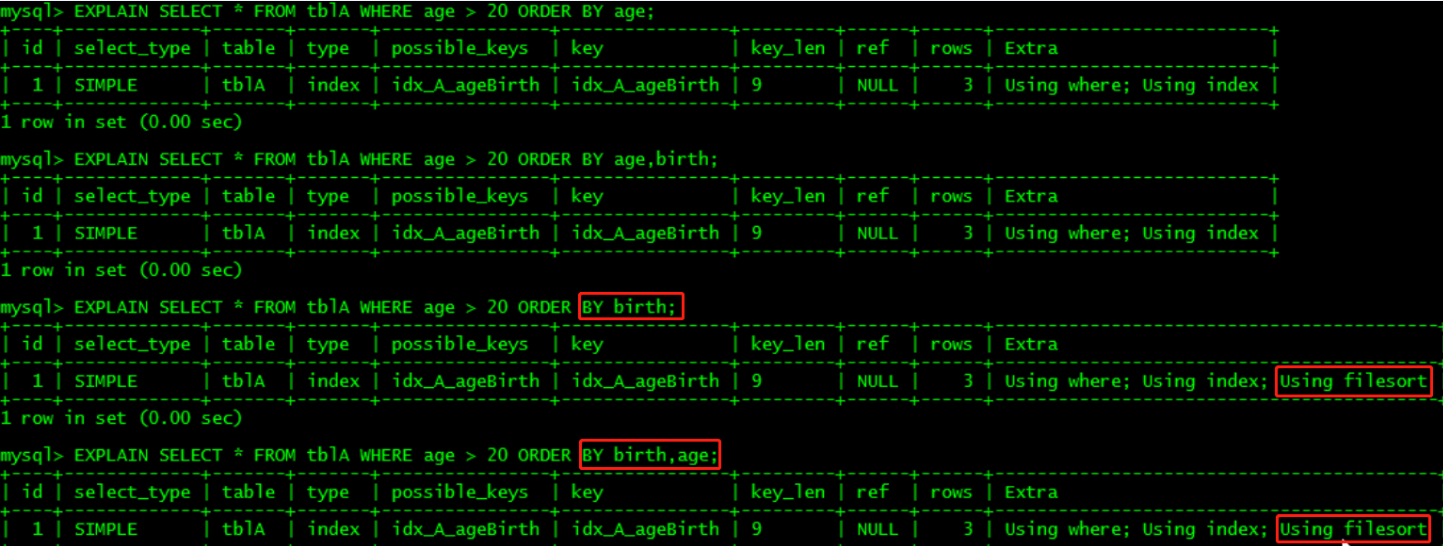 mysql> EXPLAIN SELECT * FROM tblA WHERE age > 20 ORDER BY age;
+----+-------------+-------+-------+----------------+----------------+---------+------+------+--------------------------+
| id | select_type | table | type | possible_keys | key | key_len | ref | rows | Extra |
+----+-------------+-------+-------+----------------+----------------+---------+------+------+--------------------------+
| 1 | SIMPLE | tblA | index | idx_A_ageBirth | idx_A_ageBirth | 9 | NULL | 3 | Using where; Using index |
+----+-------------+-------+-------+----------------+----------------+---------+------+------+--------------------------+
1 row in set (0.00 sec)
mysql> EXPLAIN SELECT * FROM tblA WHERE age > 20 ORDER BY age,birth;
+----+-------------+-------+-------+----------------+----------------+---------+------+------+--------------------------+
| id | select_type | table | type | possible_keys | key | key_len | ref | rows | Extra |
+----+-------------+-------+-------+----------------+----------------+---------+------+------+--------------------------+
| 1 | SIMPLE | tblA | index | idx_A_ageBirth | idx_A_ageBirth | 9 | NULL | 3 | Using where; Using index |
+----+-------------+-------+-------+----------------+----------------+---------+------+------+--------------------------+
1 row in set (0.00 sec)
mysql> EXPLAIN SELECT * FROM tblA WHERE age > 20 ORDER BY birth;
+----+-------------+-------+-------+----------------+----------------+---------+------+------+------------------------------------------+
| id | select_type | table | type | possible_keys | key | key_len | ref | rows | Extra
+----+-------------+-------+-------+----------------+----------------+---------+------+------+------------------------------------------+
| 1 | SIMPLE | tblA | index | idx_A_ageBirth | idx_A_ageBirth | 9 | NULL | 3 | Using where; Using index; Using filesort
+----+-------------+-------+-------+----------------+----------------+---------+------+------+------------------------------------------+
1 row in set (0.00 sec)
mysql> EXPLAIN SELECT * FROM tblA WHERE age > 20 ORDER BY birth,age;
+----+-------------+-------+-------+----------------+----------------+---------+------+------+------------------------------------------+
| id | select_type | table | type | possible_keys | key | key_len | ref | rows | Extra
+----+-------------+-------+-------+----------------+----------------+---------+------+------+------------------------------------------+
| 1 | SIMPLE | tblA | index | idx_A_ageBirth | idx_A_ageBirth | 9 | NULL | 3 | Using where; Using index; Using filesort